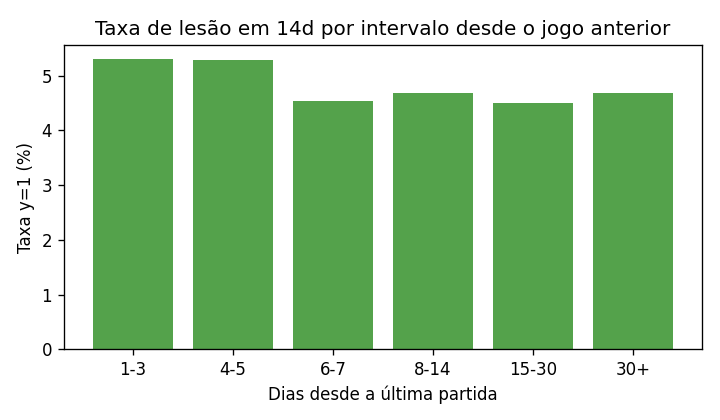 Taxa de lesão em 14d por intervalo desde o jogo anterior
Taxa y=1 (%)
5
4
3
2
1
0
1-3 4-5 6-7 8-14 15-30 30+
Dias desde a última partida